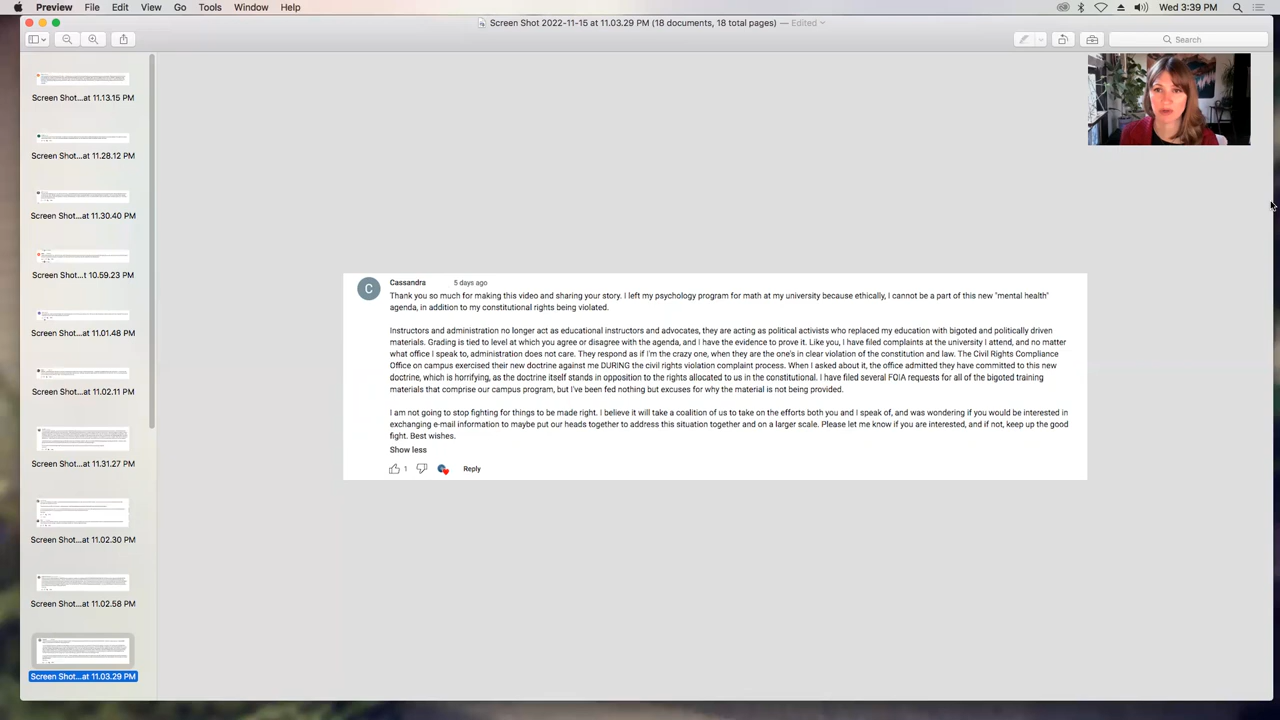 Preview File Edit View Go Tools Window Help
Wed 3:39 PM
Screen Shot 2022-11-15 at 11.03.29 PM (18 documents, 18 total pages) — Edited
Search
Screen Shot...at 11.13.15 PM
Screen Shot...at 11.28.12 PM
Screen Shot...at 11.30.40 PM
Screen Shot...t 10.59.23 PM
Screen Shot...at 11.01.48 PM
Screen Shot...at 11.02.11 PM
Screen Shot...at 11.31.27 PM
Screen Shot...at 11.02.30 PM
Screen Shot...at 11.02.58 PM
Screen Shot...at 11.03.29 PM
C
Cassandra 5 days ago
Thank you so much for making this video and sharing your story. I left my psychology program for math at my university because ethically, I cannot be a part of this new "mental health"
agenda, in addition to my constitutional rights being violated.
Instructors and administration no longer act as educational instructors and advocates, they are acting as political activists who replaced my education with bigoted and politically driven
materials. Grading is tied to level at which you agree or disagree with the agenda, and I have the evidence to prove it. Like you, I have filed complaints at the university I attend, and no matter
what office I speak to, administration does not care. They respond as if I'm the crazy one, when they are the one's in clear violation of the constitution and law. The Civil Rights Compliance
Office on campus exercised their new doctrine against me DURING the civil rights violation complaint process. When I asked about it, the office admitted they have committed to this new
doctrine, which is horrifying, as the doctrine itself stands in opposition to the rights allocated to us in the constitutional. I have filed several FOIA requests for all of the bigoted training
materials that comprise our campus program, but I've been fed nothing but excuses for why the material is not being provided.
I am not going to stop fighting for things to be made right. I believe it will take a coalition of us to take on the efforts both you and I speak of, and was wondering if you would be interested in
exchanging e-mail information to maybe put our heads together to address this situation together and on a larger scale. Please let me know if you are interested, and if not, keep up the good
fight. Best wishes.
Show less
1 Reply